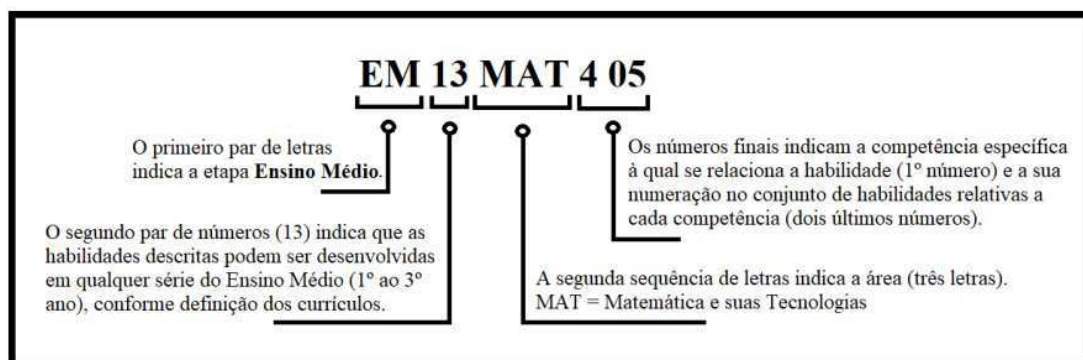 EM 13 MAT 4 05
O primeiro par de letras
indica a etapa Ensino Médio.
O segundo par de números (13) indica que as
habilidades descritas podem ser desenvolvidas
em qualquer série do Ensino Médio (1º ao 3º
ano), conforme definição dos currículos.
Os números finais indicam a competência específica
à qual se relaciona a habilidade (1º número) e a sua
numeração no conjunto de habilidades relativas a
cada competência (dois últimos números).
A segunda sequência de letras indica a área (três letras).
MAT = Matemática e suas Tecnologias